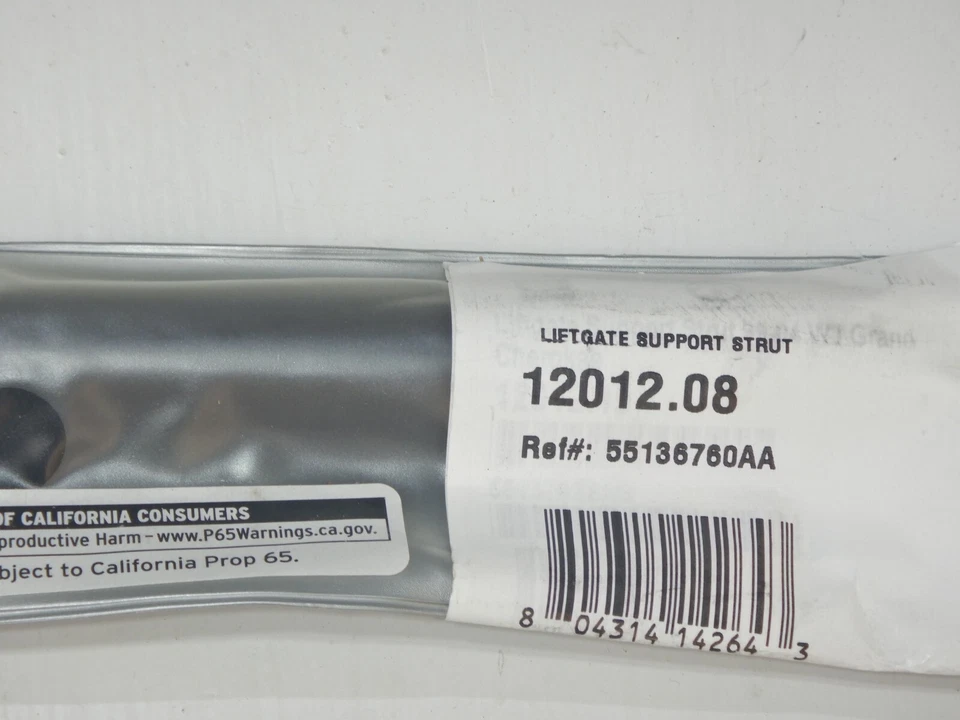 LIFTGATE SUPPORT STRUT
12012.08
Ref#: 55136760AA
8 04314 14264 3
OF CALIFORNIA CONSUMERS
productive Harm – www.P65Warnings.ca.gov.
bject to California Prop 65.